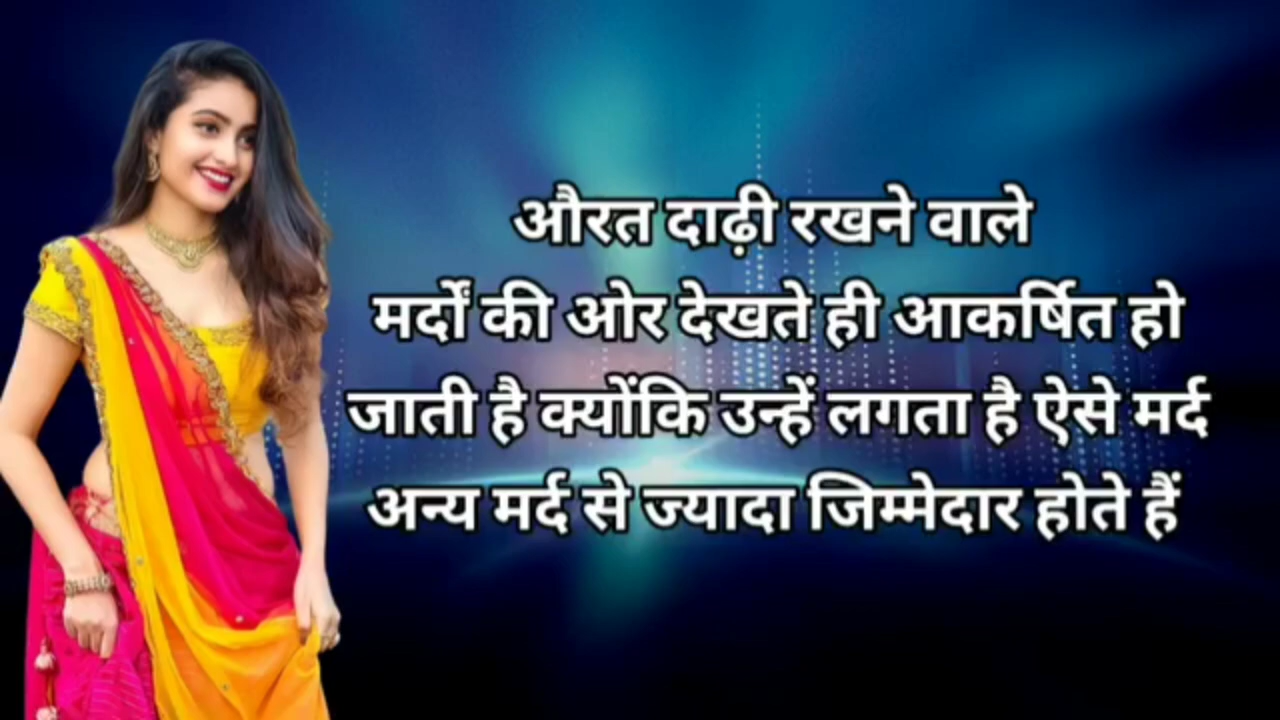 औरत दाढ़ी रखने वाले
मर्दों की ओर देखते ही आकर्षित हो
जाती है क्योंकि उन्हें लगता है ऐसे मर्द
अन्य मर्द से ज्यादा जिम्मेदार होते हैं